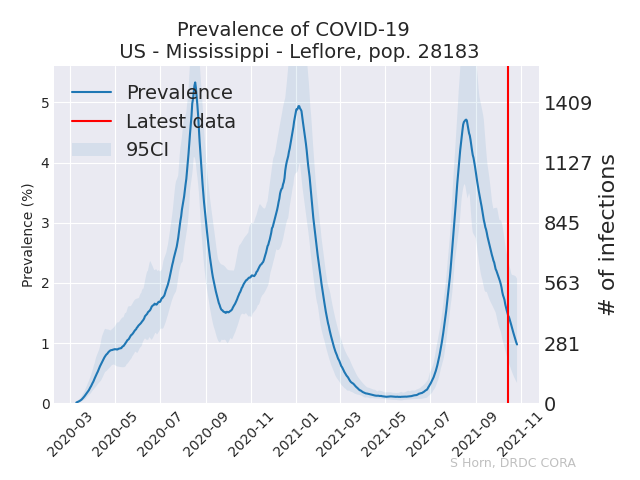 Prevalence of COVID-19
US - Mississippi - Leflore, pop. 28183
Prevalence
Latest data
95CI
Prevalence (%)
5
4
3
2
1
0
1409
1127
845
563
281
0
# of infections
2020-03
2020-05
2020-07
2020-09
2020-11
2021-01
2021-03
2021-05
2021-07
2021-09
2021-11
S Horn, DRDC CORA